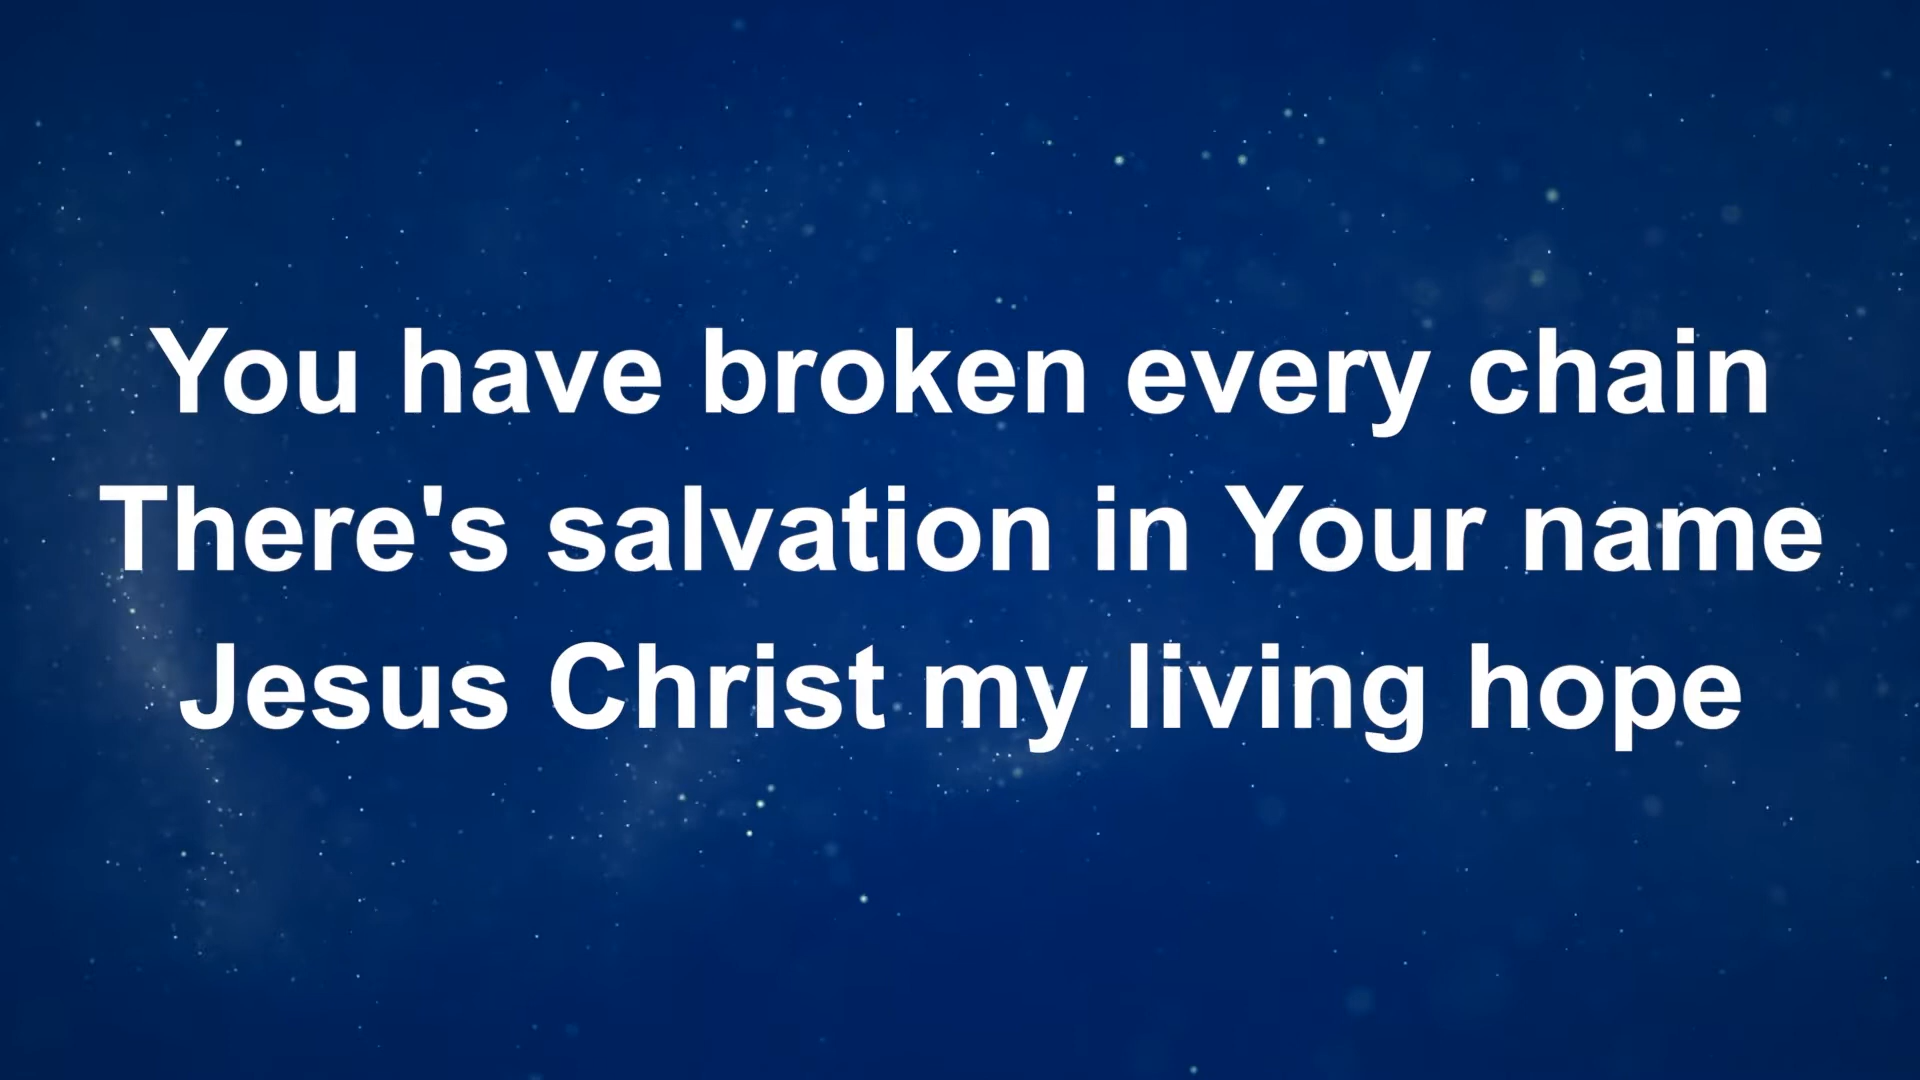 You have broken every chain
There's salvation in Your name
Jesus Christ my living hope